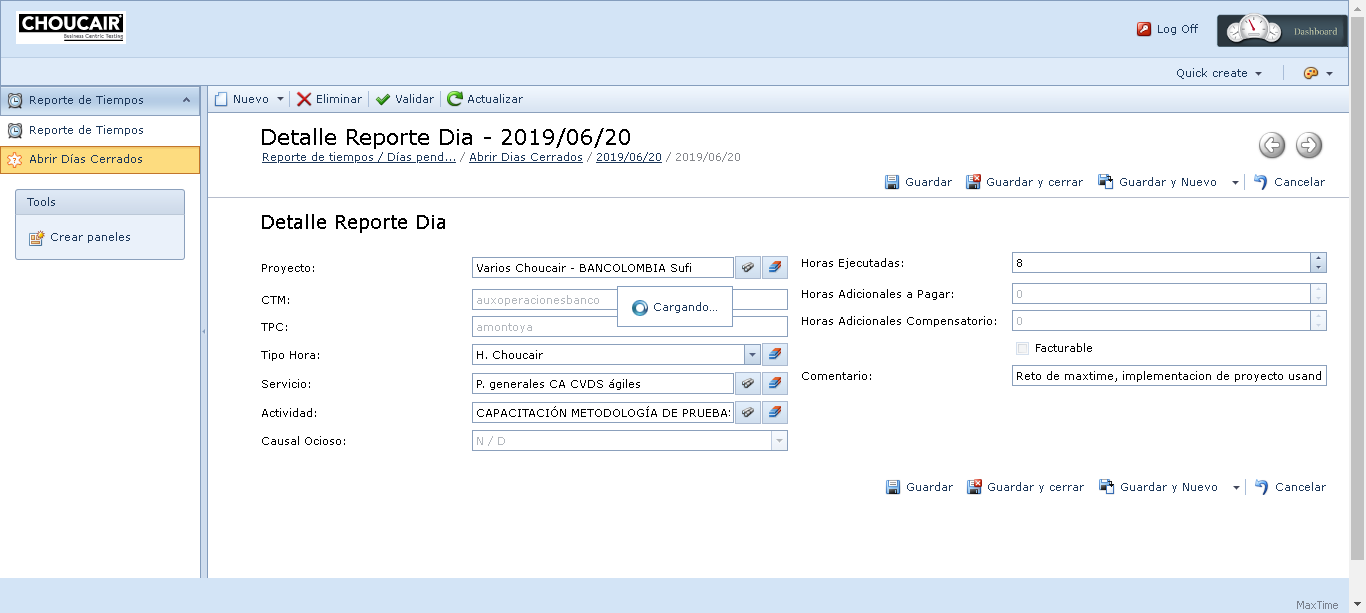 CHOUCAIR
Business Centric Testing
Log Off
Dashboard
Quick create
Reporte de Tiempos
Reporte de Tiempos
Abrir Días Cerrados
Tools
Crear paneles
Nuevo Eliminar Validar Actualizar
Detalle Reporte Dia - 2019/06/20
Reporte de tiempos / Días pend... / Abrir Dias Cerrados / 2019/06/20 / 2019/06/20
Guardar Guardar y cerrar Guardar y Nuevo Cancelar
Detalle Reporte Dia
Proyecto: Varios Choucair - BANCOLOMBIA Sufi
CTM: auxoperacionesbanco
TPC: amontoya
Tipo Hora: H. Choucair
Servicio: P. generales CA CVDS ágiles
Actividad: CAPACITACIÓN METODOLOGÍA DE PRUEBA
Causal Ocioso: N / D
Cargando...
Horas Ejecutadas: 8
Horas Adicionales a Pagar: 0
Horas Adicionales Compensatorio: 0
Facturable
Comentario: Reto de maxtime, implementacion de proyecto usand
Guardar Guardar y cerrar Guardar y Nuevo Cancelar
MaxTime